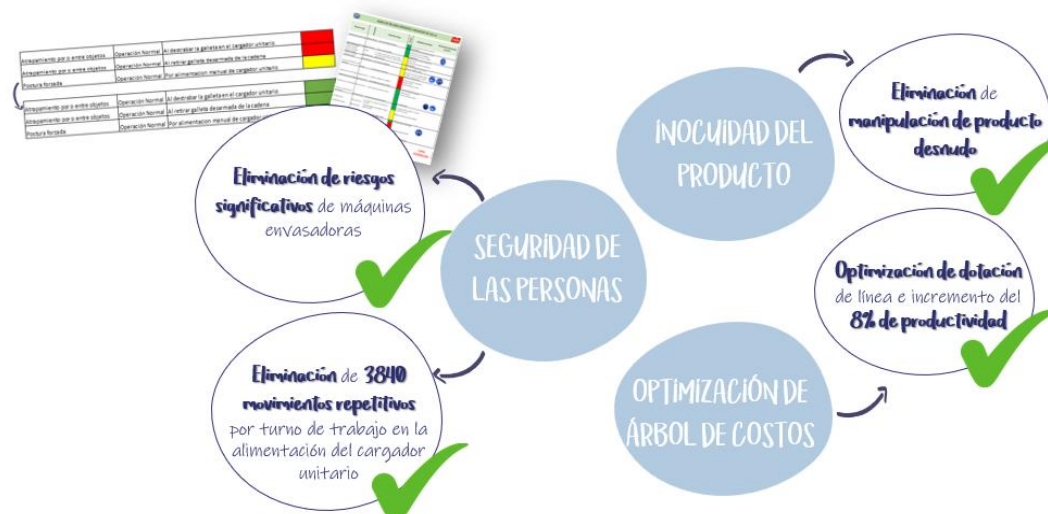 Atrapamiento por o entre objetos Operación Normal Al destrabar la galleta en el cargador unitario
Atrapamiento por o entre objetos Operación Normal Al retirar galleta desarmada de la cadena
Postura forzada Operación Normal Por alimentacion manual de cargador unitario
Atrapamiento por o entre objetos Operación Normal Al destrabar la galleta en el cargador unitario
Atrapamiento por o entre objetos Operación Normal Al retirar galleta desarmada de la cadena
Postura forzada Operación Normal Por alimentacion manual de cargador
Eliminación de riesgos
significativos de máquinas
envasadoras
SEGURIDAD DE
LAS PERSONAS
Eliminación de 3840
movimientos repetitivos
por turno de trabajo en la
alimentación del cargador
unitario
INOCUIDAD DEL
PRODUCTO
Eliminación de
manipulación de producto
desnudo
OPTIMIZACIÓN DE
ÁRBOL DE COSTOS
Optimización de dotación
de línea e incremento del
8% de productividad